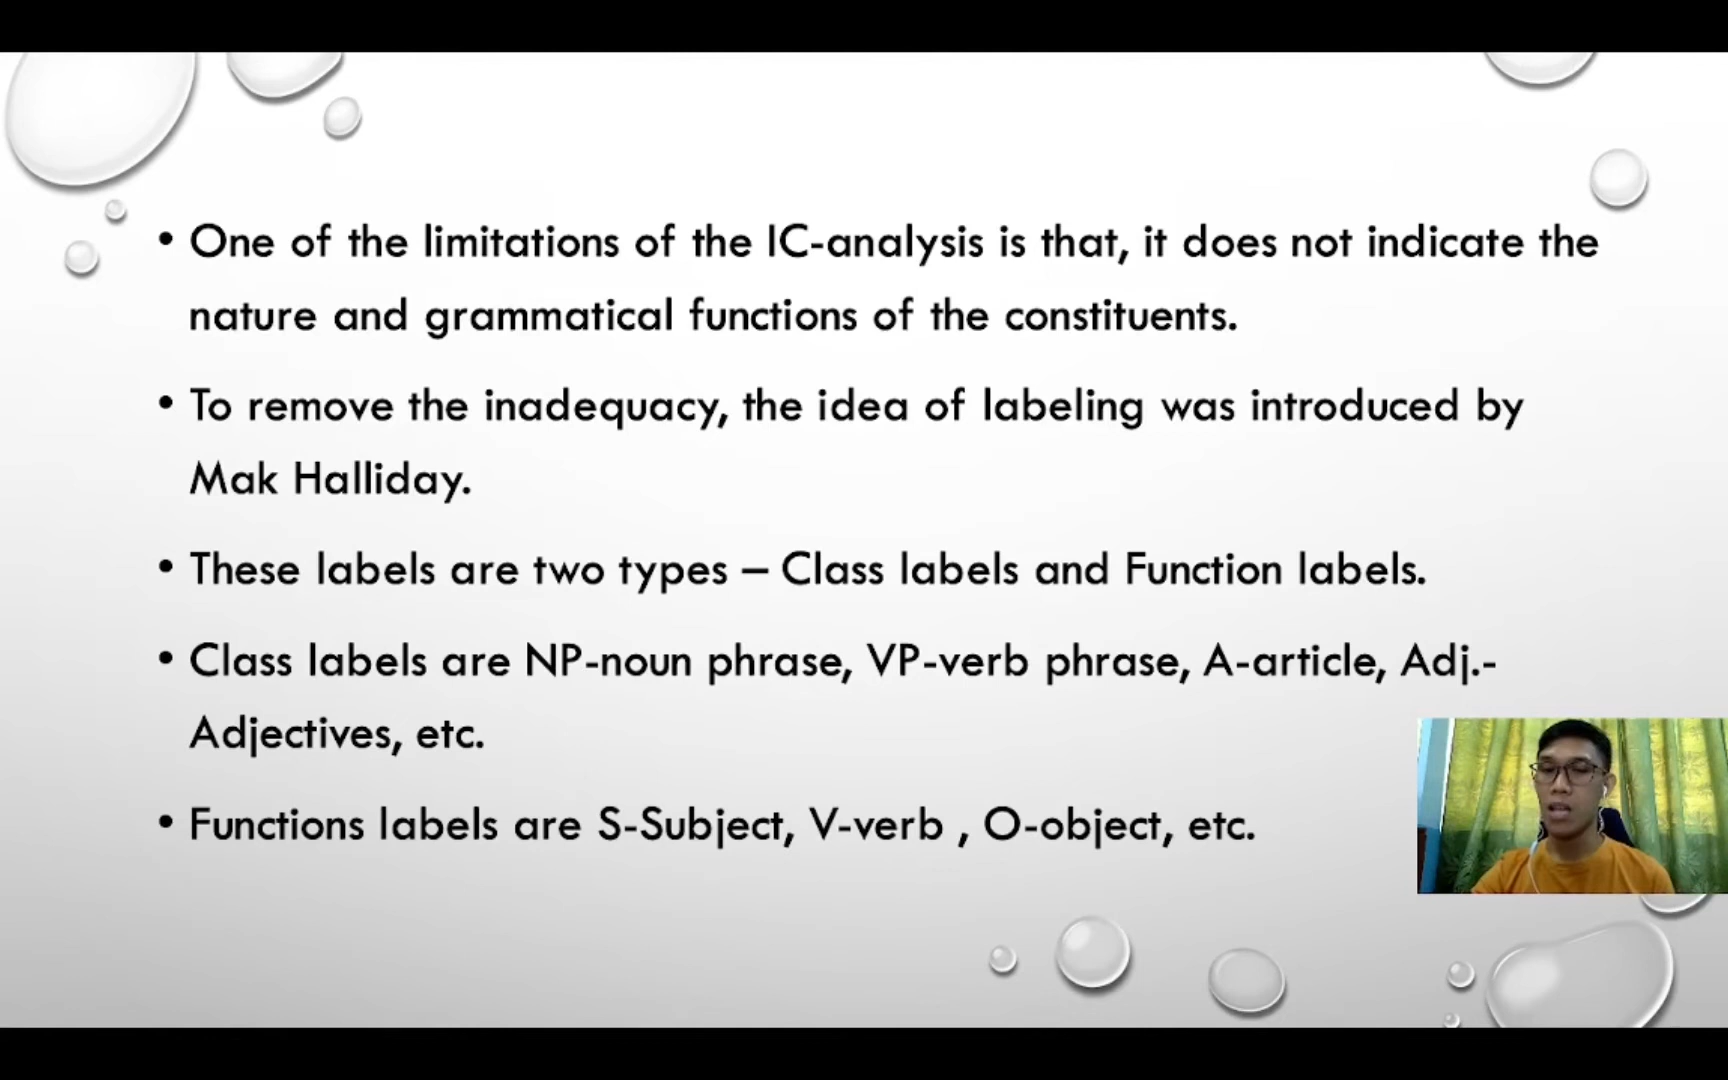 • One of the limitations of the IC-analysis is that, it does not indicate the
nature and grammatical functions of the constituents.
• To remove the inadequacy, the idea of labeling was introduced by
Mak Halliday.
• These labels are two types – Class labels and Function labels.
• Class labels are NP-noun phrase, VP-verb phrase, A-article, Adj.-
Adjectives, etc.
• Functions labels are S-Subject, V-verb , O-object, etc.